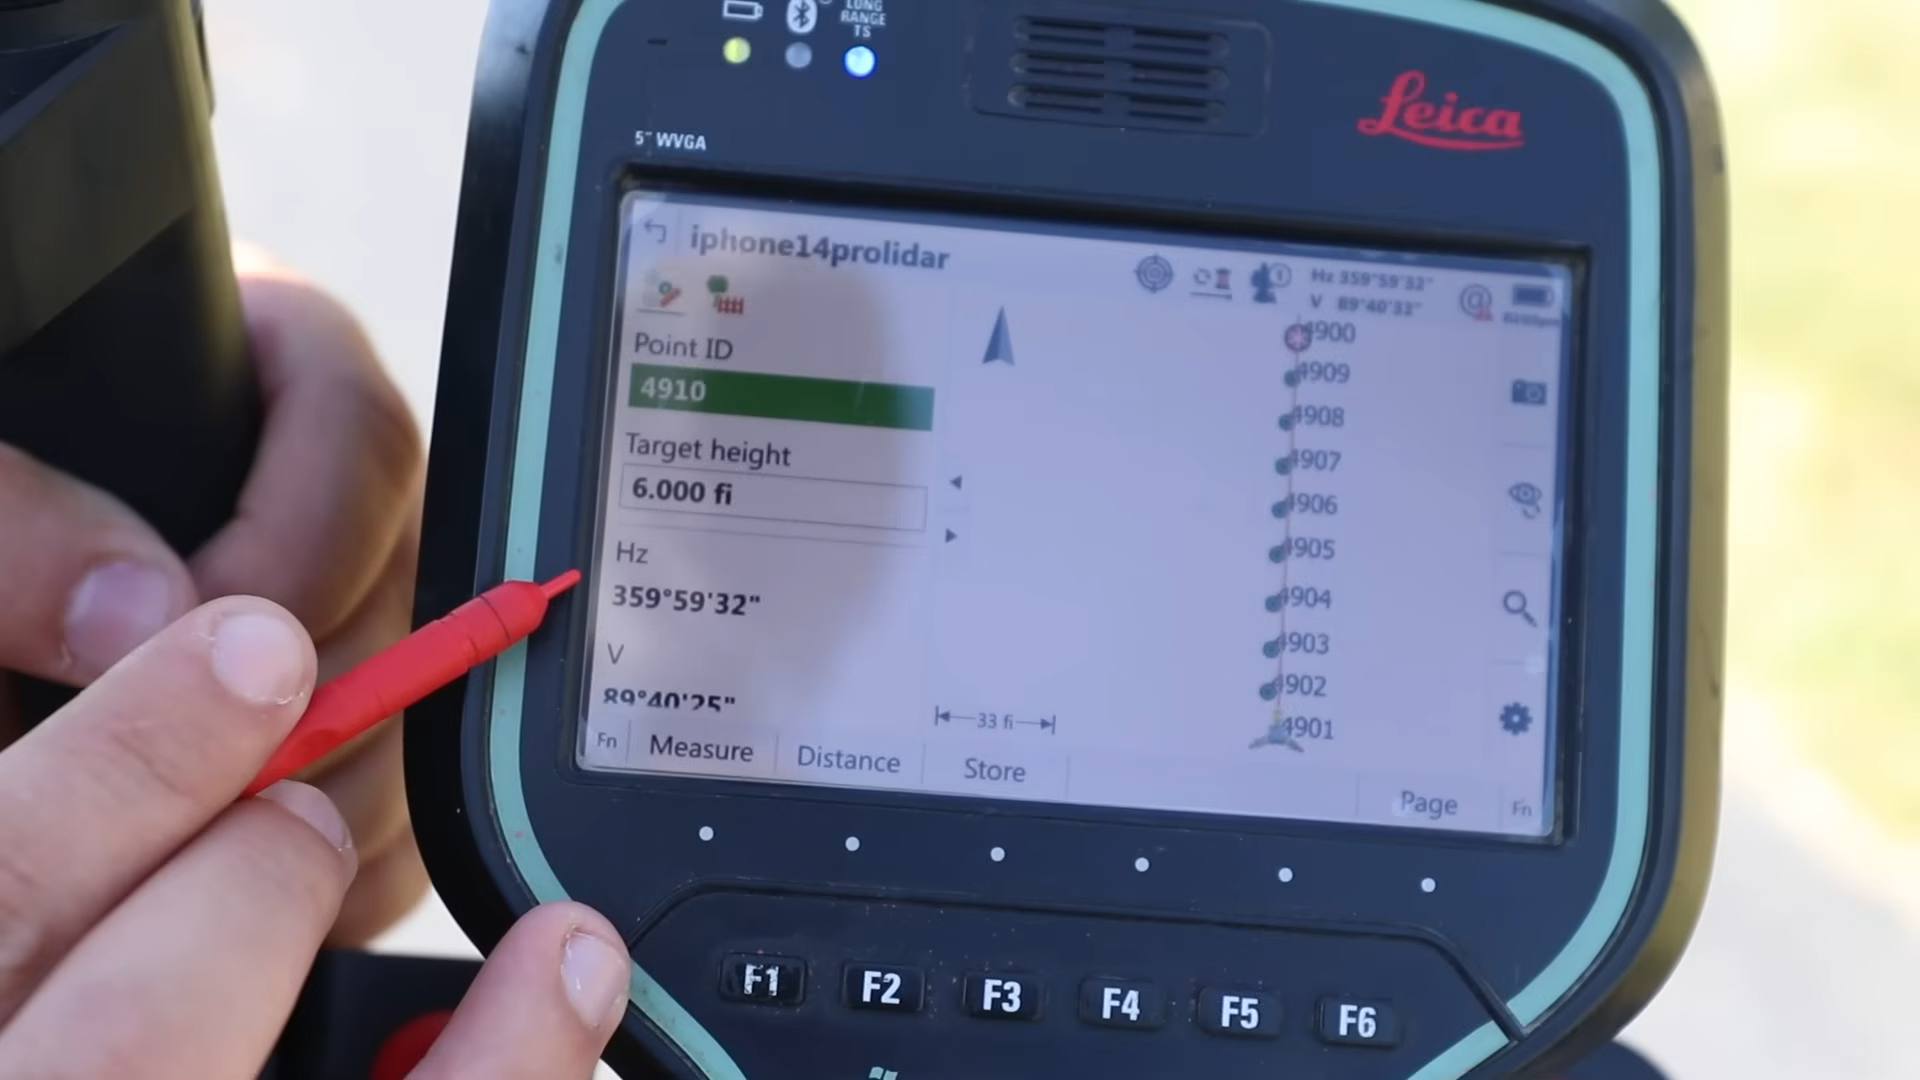 LONG
RANGE
TS
Leica
5" WVGA
iphone14prolidar
Hz 359°59'32"
V 89°40'33"
Point ID
4910
Target height
6.000 fi
Hz
359°59'32"
V
89°40'25"
4900
4909
4908
4907
4906
4905
4904
4903
4902
4901
33 fi
Fn Measure Distance Store Page Fn
F1 F2 F3 F4 F5 F6